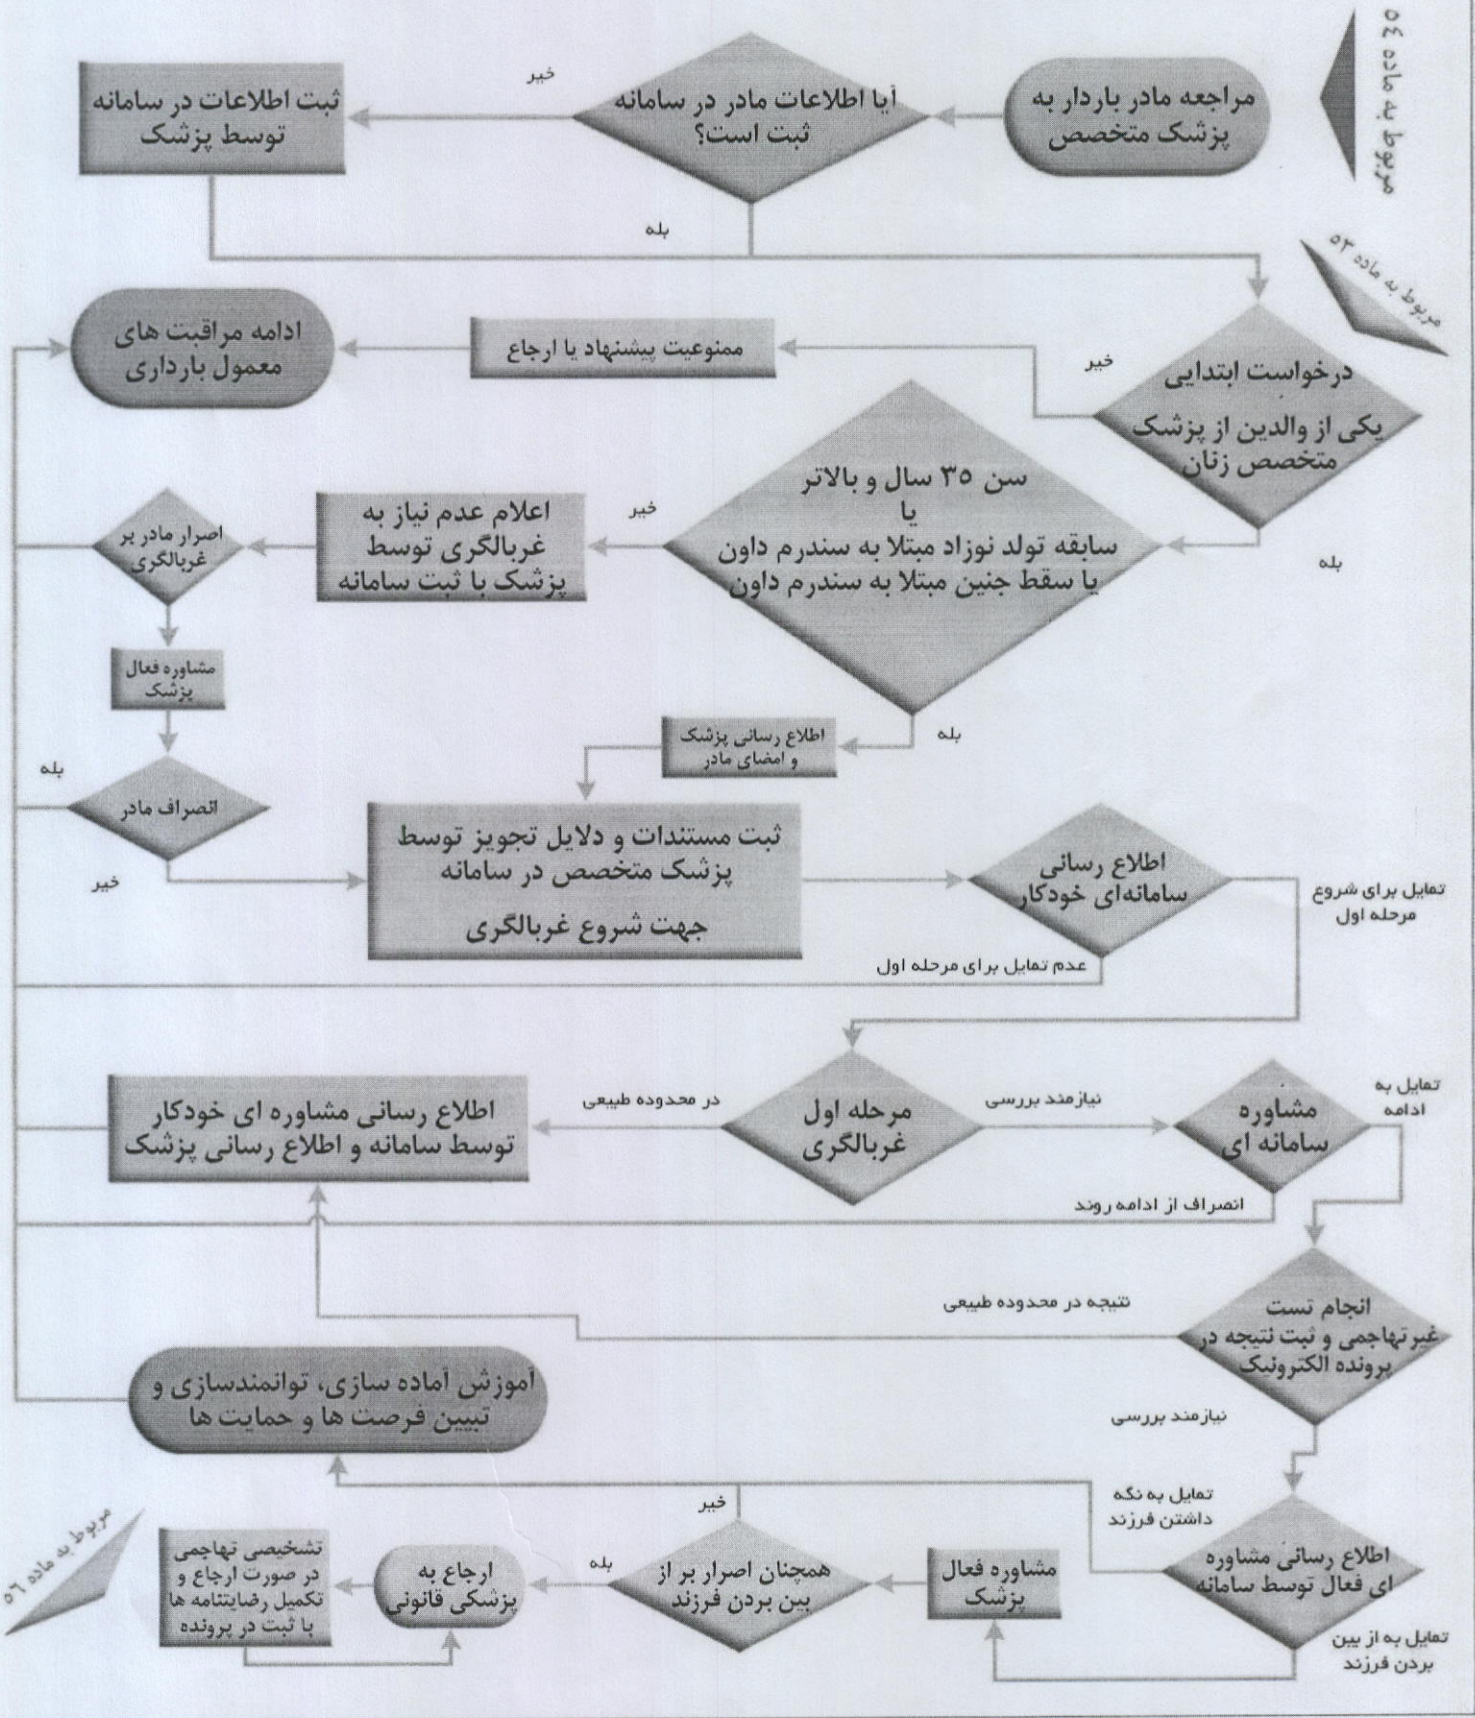 مربوط به ماده ٥٤
مراجعه مادر باردار به
پزشک متخصص
آیا اطلاعات مادر در سامانه
ثبت است؟
خیر
ثبت اطلاعات در سامانه
توسط پزشک
بله
مربوط به ماده ٥٣
درخواست ابتدایی
یکی از والدین از پزشک
متخصص زنان
خیر
ممنوعیت پیشنهاد یا ارجاع
ادامه مراقبت های
معمول بارداری
بله
سن ٣٥ سال و بالاتر
یا
سابقه تولد نوزاد مبتلا به سندرم داون
یا سقط جنین مبتلا به سندرم داون
خیر
اعلام عدم نیاز به
غربالگری توسط
پزشک با ثبت سامانه
اصرار مادر بر
غربالگری
مشاوره فعال
پزشک
بله
اطلاع رسانی پزشک
و امضای مادر
بله
انصراف مادر
خیر
ثبت مستندات و دلایل تجویز توسط
پزشک متخصص در سامانه
جهت شروع غربالگری
اطلاع رسانی
سامانه‌ای خودکار
تمایل برای شروع
مرحله اول
عدم تمایل برای مرحله اول
مرحله اول
غربالگری
در محدوده طبیعی
اطلاع رسانی مشاوره ای خودکار
توسط سامانه و اطلاع رسانی پزشک
نیازمند بررسی
مشاوره
سامانه ای
تمایل به
ادامه
انصراف از ادامه روند
انجام تست
غیرتهاجمی و ثبت نتیجه در
پرونده الکترونیک
نتیجه در محدوده طبیعی
نیازمند بررسی
آموزش آماده سازی، توانمندسازی و
تبیین فرصت ها و حمایت ها
اطلاع رسانی مشاوره
ای فعال توسط سامانه
تمایل به نگه
داشتن فرزند
تمایل به از بین
بردن فرزند
مشاوره فعال
پزشک
همچنان اصرار بر از
بین بردن فرزند
خیر
بله
ارجاع به
پزشکی قانونی
تشخیصی تهاجمی
در صورت ارجاع و
تکمیل رضایتنامه ها
با ثبت در پرونده
مربوط به ماده ٥٦